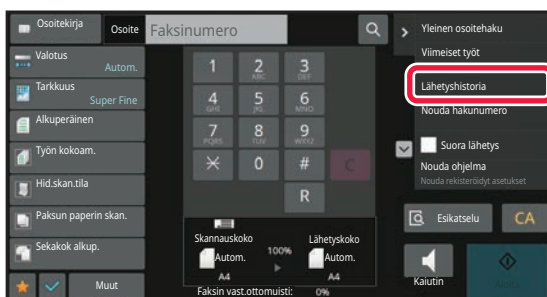 Osoitekirja
Osoite
Faksinumero
Valotus
Autom.
Tarkkuus
Super Fine
Alkuperäinen
Työn kokoam.
Hid.skan.tila
Paksun paperin skan.
Sekakok alkup.
Muut
1
2
ABC
3
DEF
4
GHI
5
JKL
6
MNO
7
PQRS
8
TUV
9
WXYZ
0
#
C
R
Skannauskoko
Autom.
A4
100%
Lähetyskoko
Autom.
A4
Faksin vast.ottomuisti: 0%
Yleinen osoitehaku
Viimeiset työt
Lähetyshistoria
Nouda hakunumero
Suora lähetys
Nouda ohjelma
Nouda rekisteröidyt asetukset
Esikatselu
CA
Kaiutin